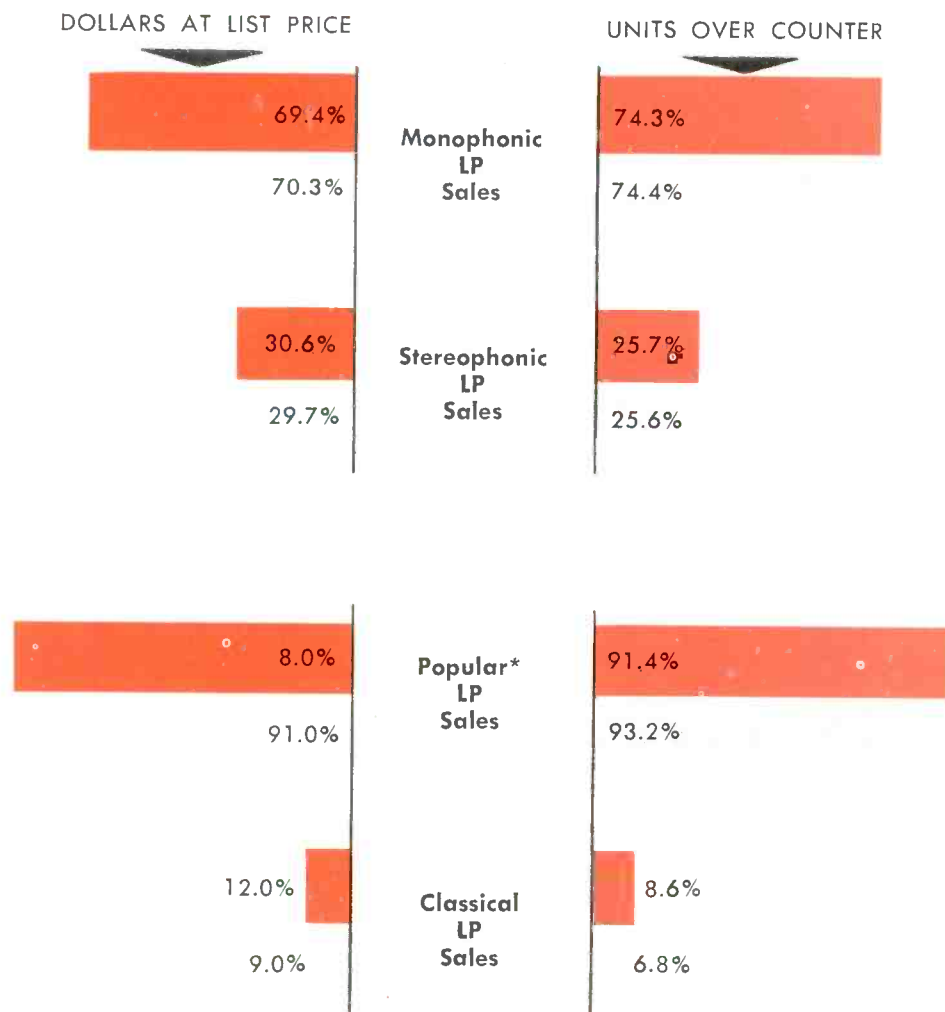 DOLLARS AT LIST PRICE
UNITS OVER COUNTER
69.4%
70.3%
Monophonic
LP
Sales
74.3%
74.4%
30.6%
29.7%
Stereophonic
LP
Sales
25.7%
25.6%
8.0%
91.0%
Popular*
LP
Sales
91.4%
93.2%
12.0%
9.0%
Classical
LP
Sales
8.6%
6.8%